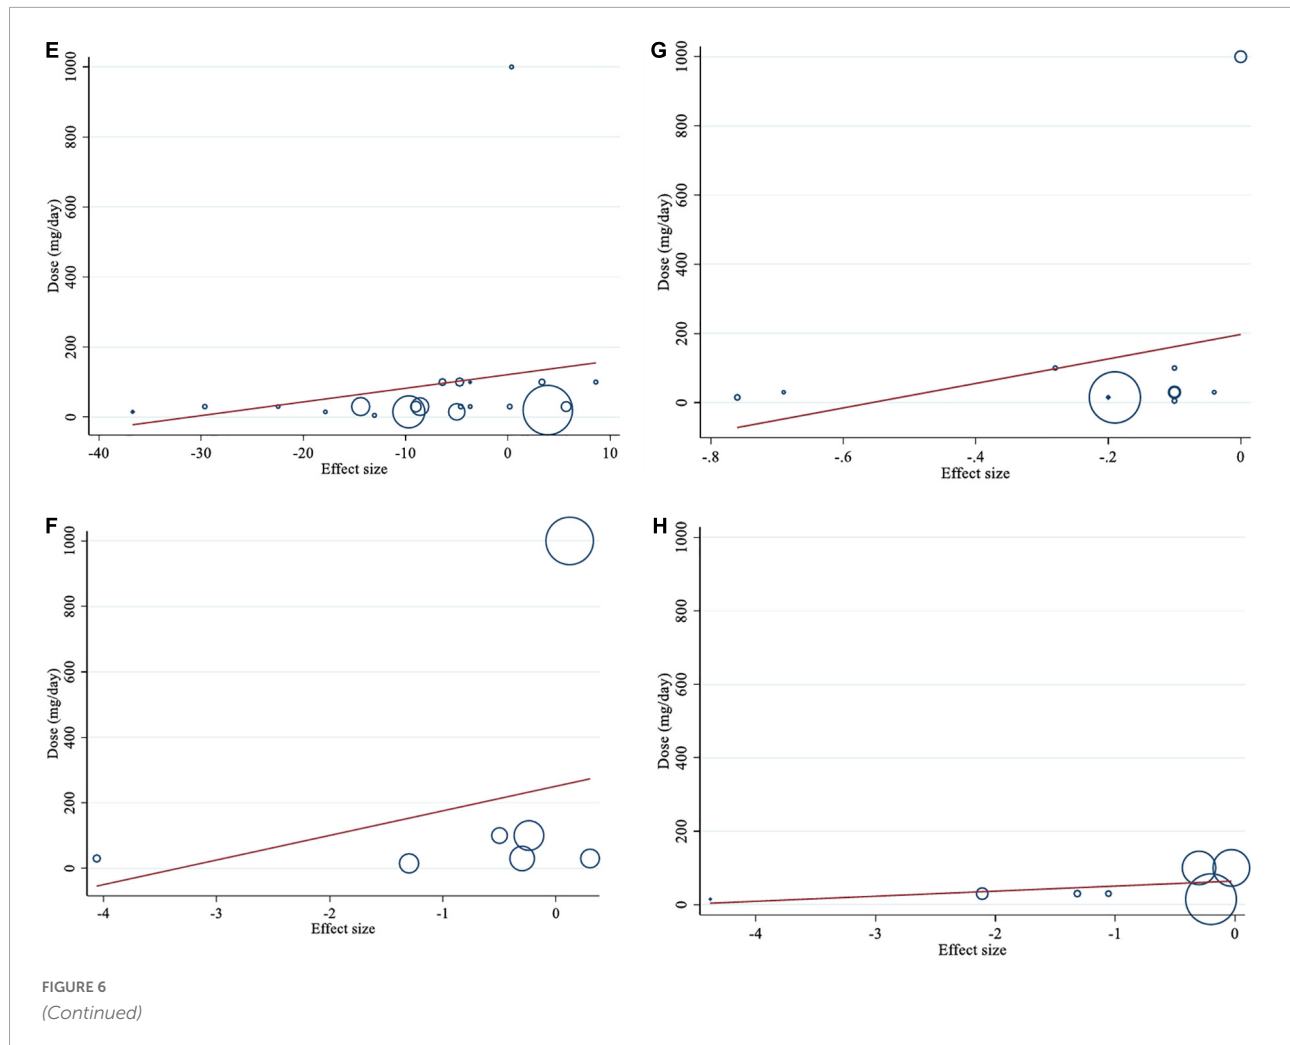 E
1000
800
600
400
200
0
Dose (mg/day)
-40 -30 -20 -10 0 10
Effect size
G
1000
800
600
400
200
0
Dose (mg/day)
-.8 -.6 -.4 -.2 0
Effect size
F
1000
800
600
400
200
0
Dose (mg/day)
-4 -3 -2 -1 0
Effect size
H
1000
800
600
400
200
0
Dose (mg/day)
-4 -3 -2 -1 0
Effect size
FIGURE 6
(Continued)